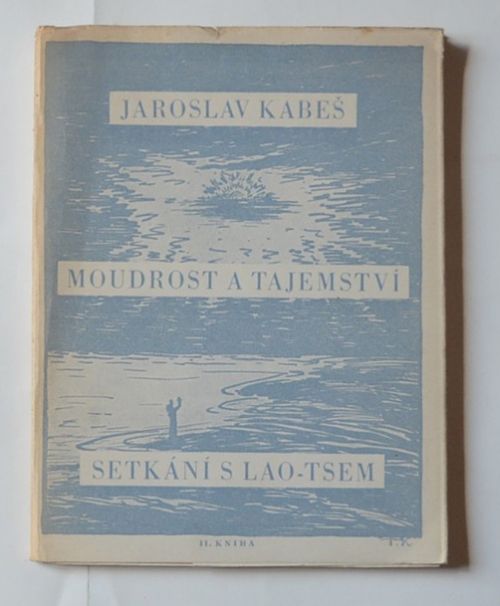 JAROSLAV KABEŠ
MOUDROST A TAJEMSTVÍ
SETKÁNÍ S LAO-TSEM
II. KNIHA
T.K